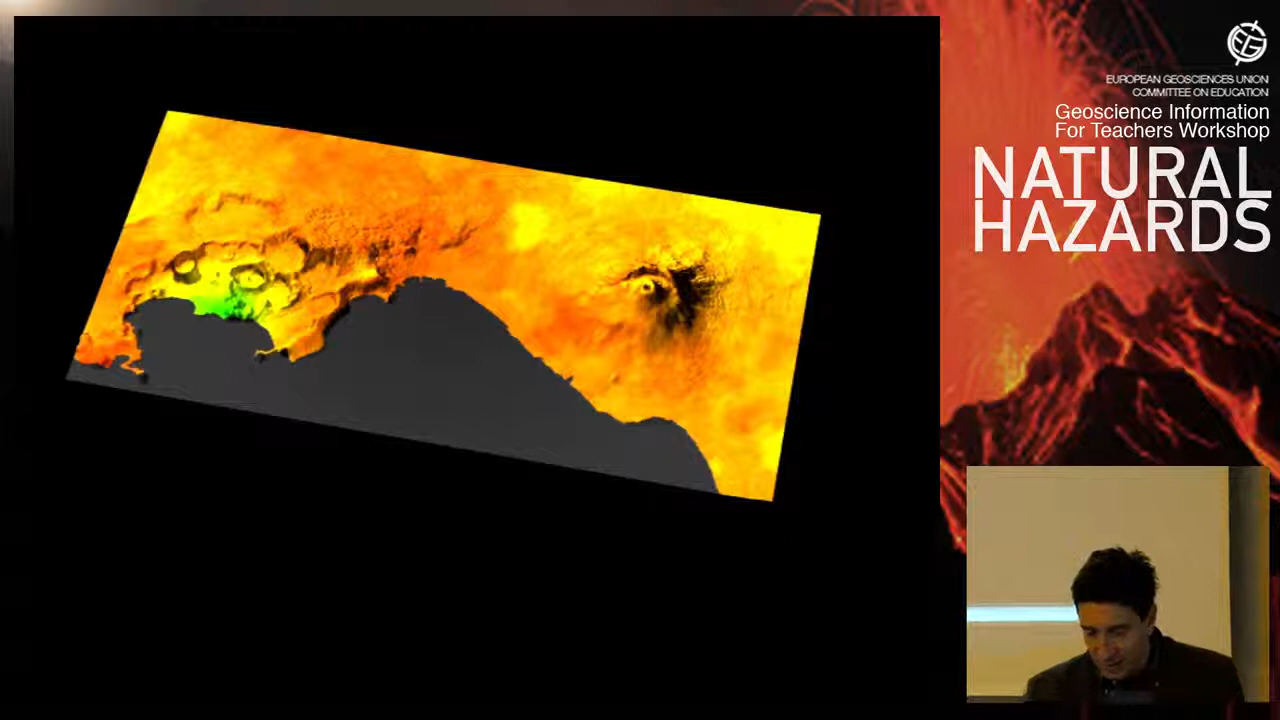 EUROPEAN GEOSCIENCES UNION
COMMITTEE ON EDUCATION
Geoscience Information
For Teachers Workshop
NATURAL
HAZARDS